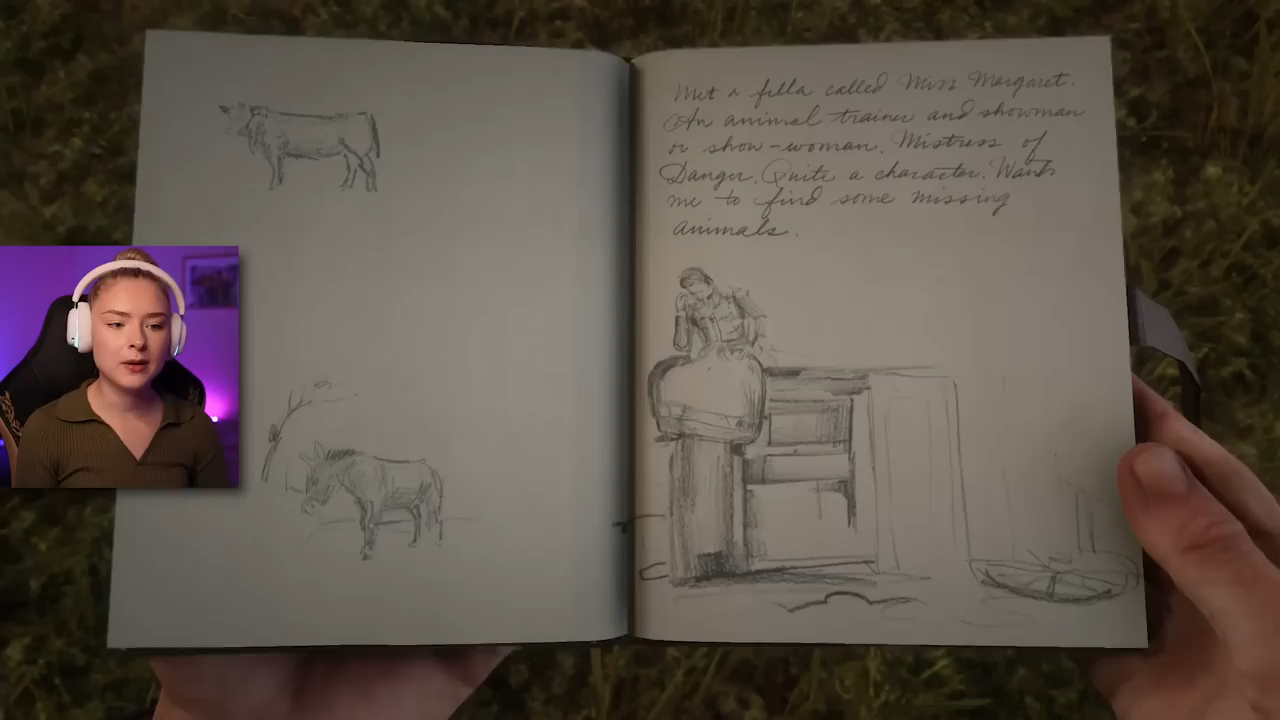 Met a fella called Miss Margaret.
An animal trainer and showman
or show-woman. Mistress of
Danger. Quite a character. Wants
me to find some missing
animals.